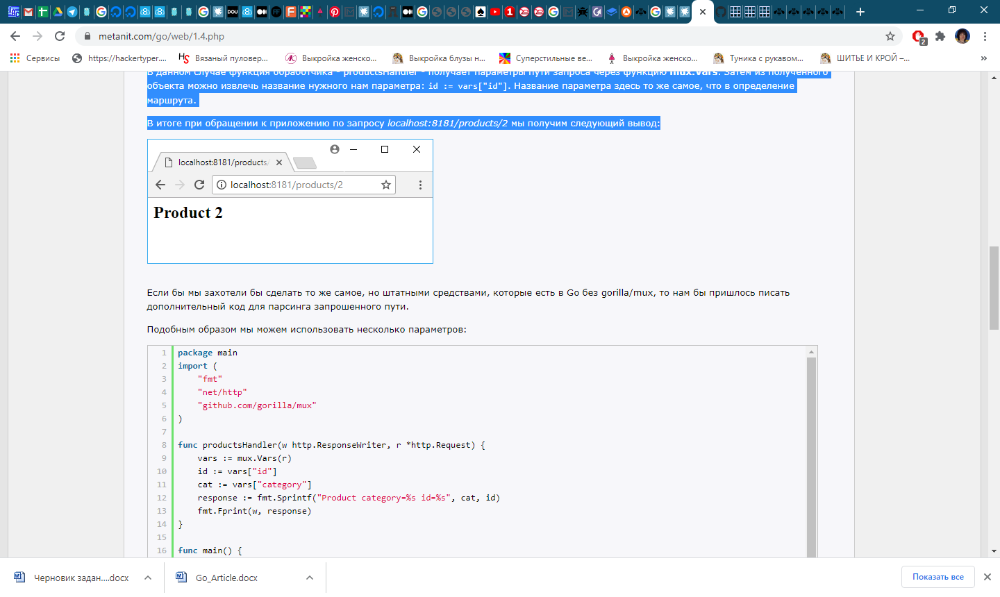 metanit.com/go/web/1.4.php
Сервисы
https://hackertyper....
Вязаный пуловер...
Выкройка женско...
Выкройка блузы н...
Суперстильные ве...
Выкройка женско...
Туника с рукавом...
ШИТЬЕ И КРОЙ –...
»
В данном случае функция обработчика - productsHandler - получает параметры пути запроса через функцию mux.Vars. Затем из полученного
объекта можно извлечь название нужного нам параметра: id := vars["id"]. Название параметра здесь то же самое, что в определение
маршрута.
В итоге при обращении к приложению по запросу localhost:8181/products/2 мы получим следующий вывод:
localhost:8181/products/
localhost:8181/products/2
Product 2
Если бы мы захотели бы сделать то же самое, но штатными средствами, которые есть в Go без gorilla/mux, то нам бы пришлось писать
дополнительный код для парсинга запрошенного пути.
Подобным образом мы можем использовать несколько параметров:
1 package main
2 import (
3 "fmt"
4 "net/http"
5 "github.com/gorilla/mux"
6 )
7
8 func productsHandler(w http.ResponseWriter, r *http.Request) {
9 vars := mux.Vars(r)
10 id := vars["id"]
11 cat := vars["category"]
12 response := fmt.Sprintf("Product category=%s id=%s", cat, id)
13 fmt.Fprint(w, response)
14 }
15
16 func main() {
Черновик задан....docx
Go_Article.docx
Показать все